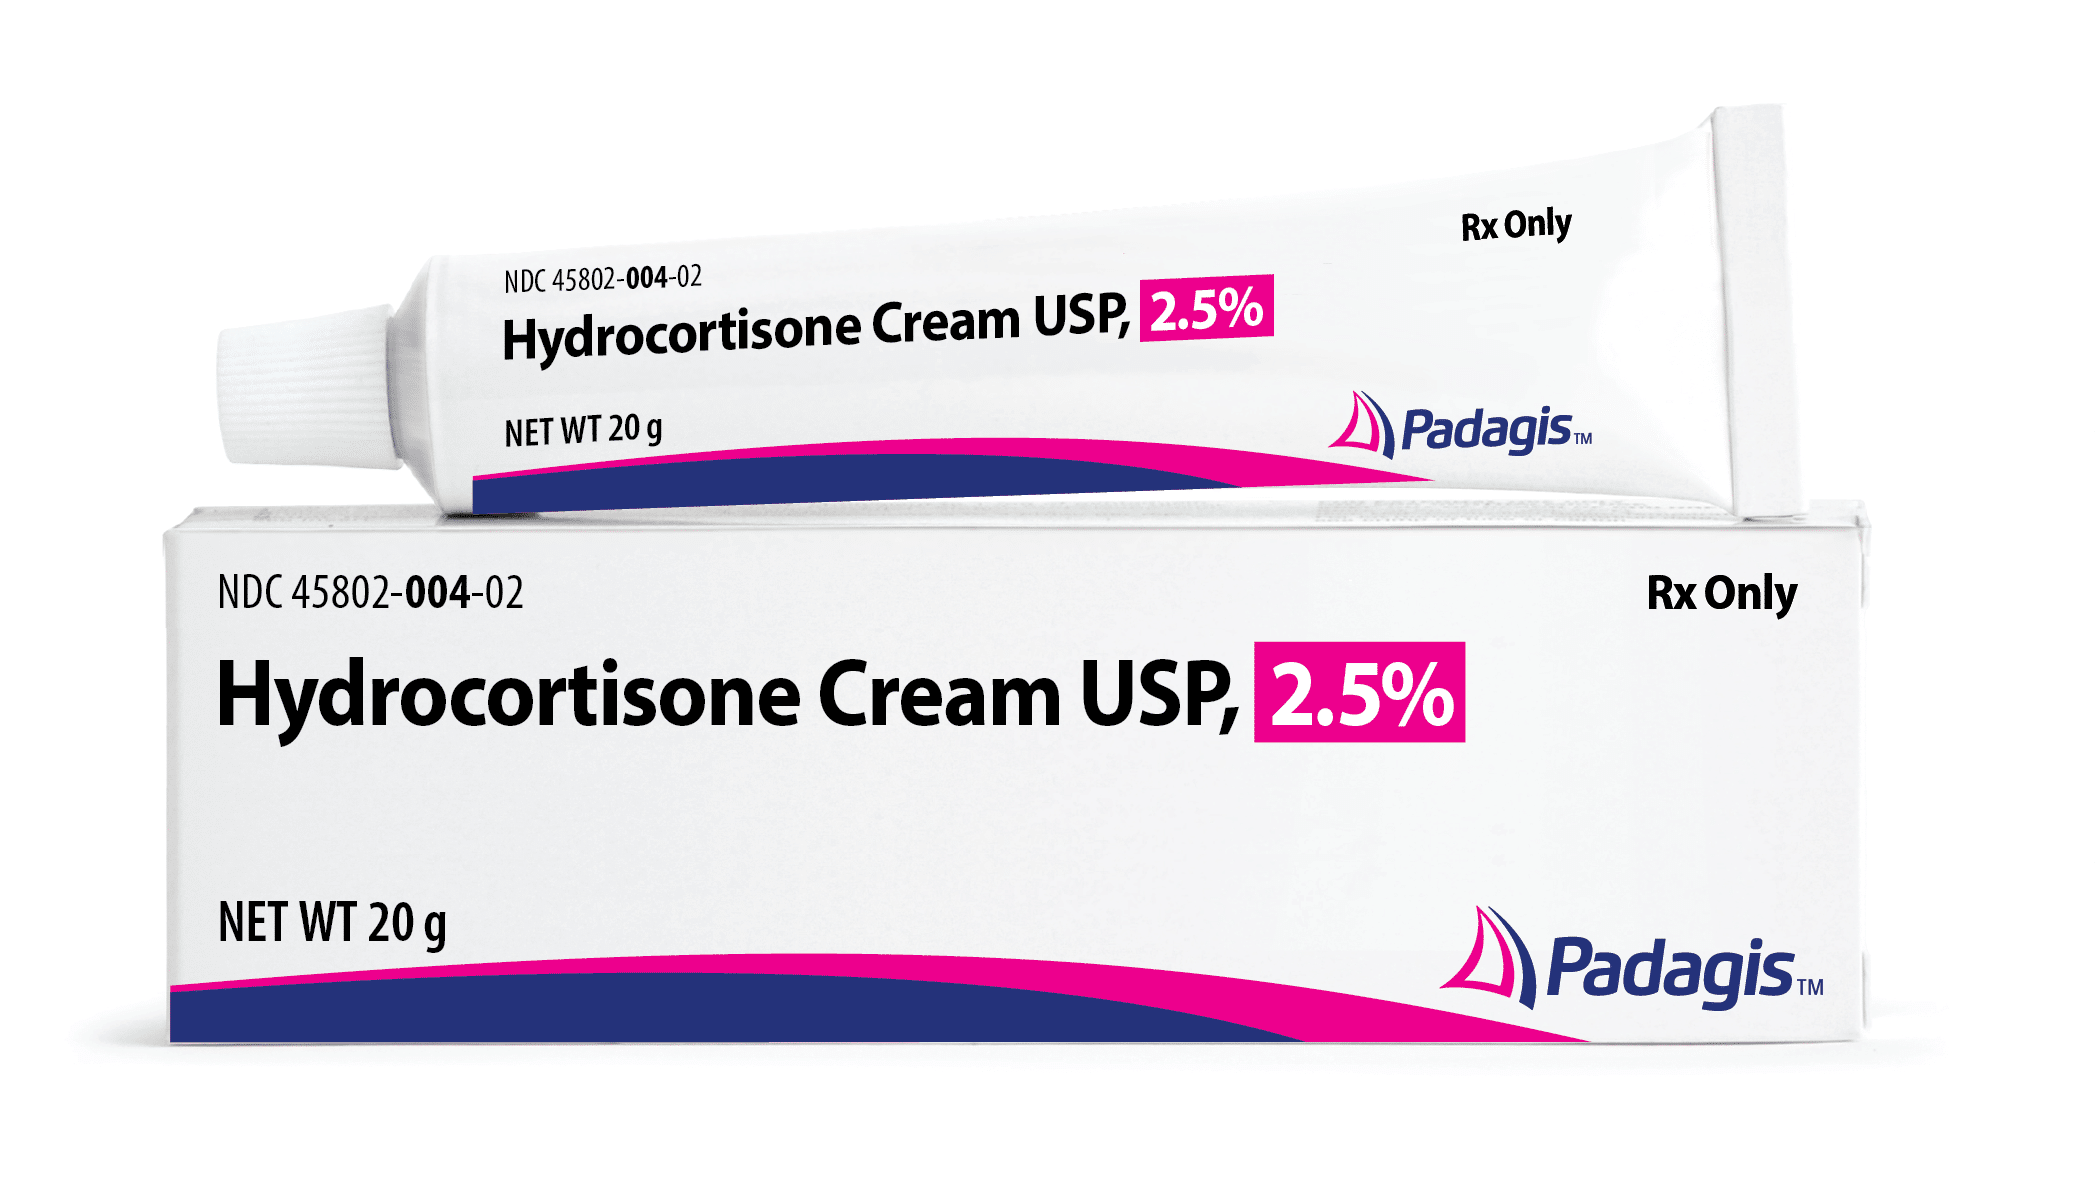 Rx Only
NDC 45802-004-02
Hydrocortisone Cream USP, 2.5%
NET WT 20 g
Padagis™
NDC 45802-004-02
Rx Only
Hydrocortisone Cream USP, 2.5%
NET WT 20 g
Padagis™